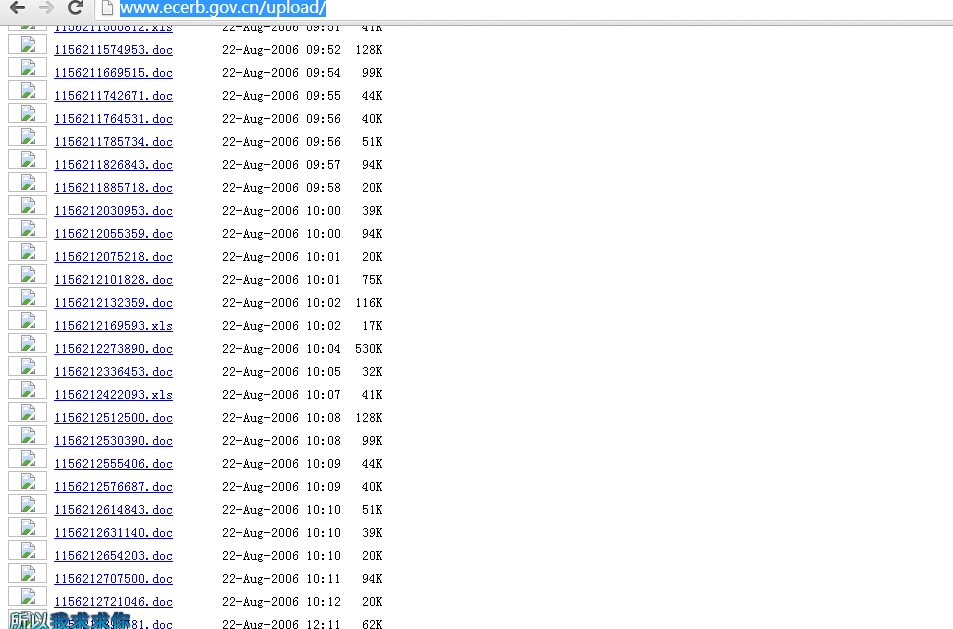 www.ecerb.gov.cn/upload/
1156211500812.xls 22-Aug-2006 09:51 41K
1156211574953.doc 22-Aug-2006 09:52 128K
1156211669515.doc 22-Aug-2006 09:54 99K
1156211742671.doc 22-Aug-2006 09:55 44K
1156211764531.doc 22-Aug-2006 09:56 40K
1156211785734.doc 22-Aug-2006 09:56 51K
1156211826843.doc 22-Aug-2006 09:57 94K
1156211885718.doc 22-Aug-2006 09:58 20K
1156212030953.doc 22-Aug-2006 10:00 39K
1156212055359.doc 22-Aug-2006 10:00 94K
1156212075218.doc 22-Aug-2006 10:01 20K
1156212101828.doc 22-Aug-2006 10:01 75K
1156212132359.doc 22-Aug-2006 10:02 116K
1156212169593.xls 22-Aug-2006 10:02 17K
1156212273890.doc 22-Aug-2006 10:04 530K
1156212336453.doc 22-Aug-2006 10:05 32K
1156212422093.xls 22-Aug-2006 10:07 41K
1156212512500.doc 22-Aug-2006 10:08 128K
1156212530390.doc 22-Aug-2006 10:08 99K
1156212555406.doc 22-Aug-2006 10:09 44K
1156212576687.doc 22-Aug-2006 10:09 40K
1156212614843.doc 22-Aug-2006 10:10 51K
1156212631140.doc 22-Aug-2006 10:10 39K
1156212654203.doc 22-Aug-2006 10:10 20K
1156212707500.doc 22-Aug-2006 10:11 94K
1156212721046.doc 22-Aug-2006 10:12 20K
所以我求求你
22-Aug-2006 12:11 62K